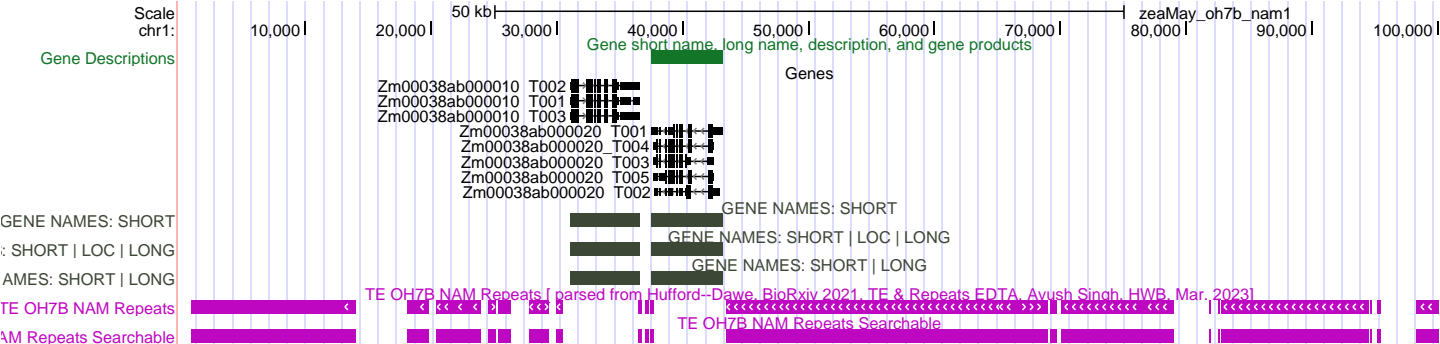 Scale 50 kb zeaMay_oh7b_nam1
chr1: 10,000 20,000 30,000 40,000 50,000 60,000 70,000 80,000 90,000 100,000
Gene short name, long name, description, and gene products
Gene Descriptions
Genes
Zm00038ab000010_T002
Zm00038ab000010_T001
Zm00038ab000010_T003
Zm00038ab000020_T001
Zm00038ab000020_T004
Zm00038ab000020_T003
Zm00038ab000020_T005
Zm00038ab000020_T002
GENE NAMES: SHORT
GENE NAMES: SHORT
GENE NAMES: SHORT | LOC | LONG
: SHORT | LOC | LONG
GENE NAMES: SHORT | LONG
AMES: SHORT | LONG
TE OH7B NAM Repeats [ parsed from Hufford--Dawe, BioRxiv 2021, TE & Repeats EDTA, Ayush Singh, HWB, Mar. 2023]
TE OH7B NAM Repeats
TE OH7B NAM Repeats Searchable
AM Repeats Searchable